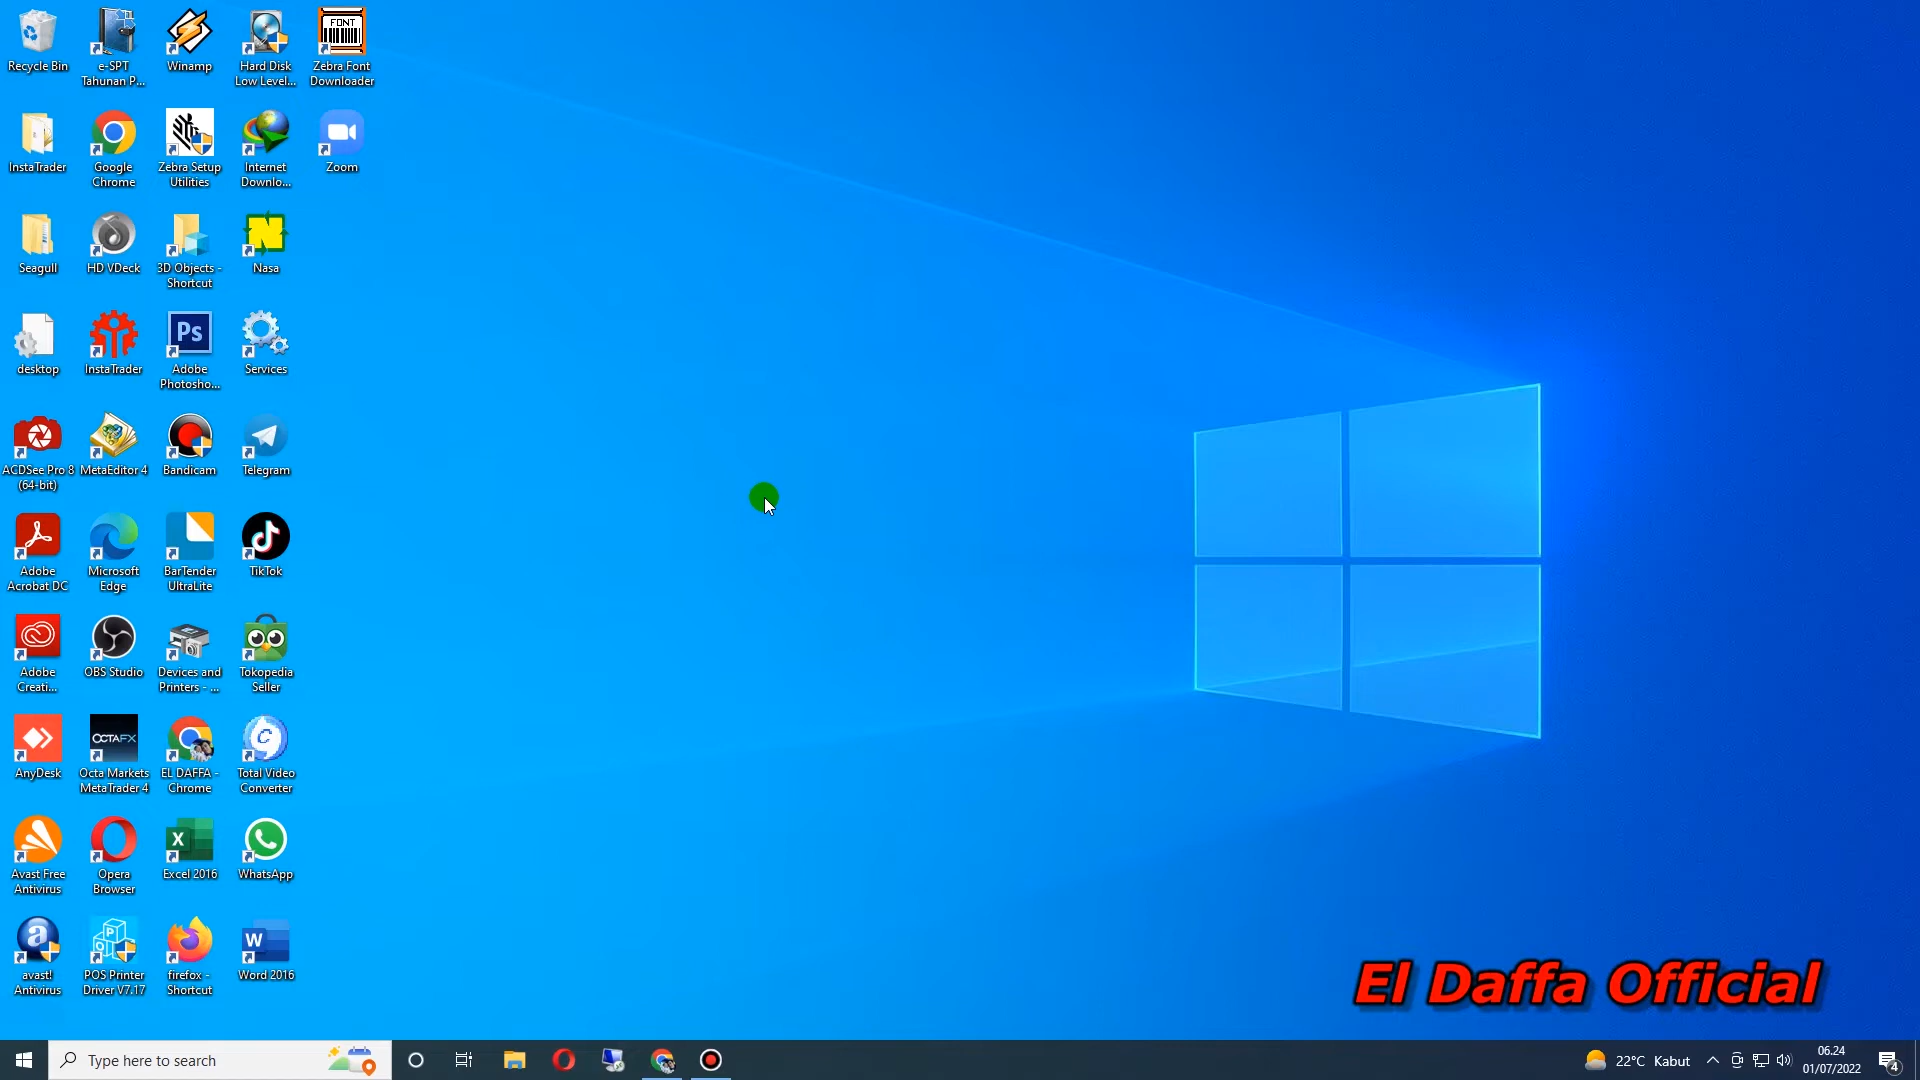 Recycle Bin
e-SPT
Tahunan P...
Winamp
Hard Disk
Low Level...
FONT
Zebra Font
Downloader
InstaTrader
Google
Chrome
Zebra Setup
Utilities
Internet
Downlo...
Zoom
Seagull
HD VDeck
3D Objects -
Shortcut
N
Nasa
desktop
InstaTrader
Ps
Adobe
Photosho...
Services
ACDSee Pro 8
(64-bit)
MetaEditor 4
Bandicam
Telegram
Adobe
Acrobat DC
Microsoft
Edge
BarTender
UltraLite
TikTok
Adobe
Creati...
OBS Studio
Devices and
Printers - ...
Tokopedia
Seller
AnyDesk
OCTAFX
Octa Markets
MetaTrader 4
EL DAFFA -
Chrome
C
Total Video
Converter
Avast Free
Antivirus
Opera
Browser
X
Excel 2016
WhatsApp
a
avast!
Antivirus
P
O S
POS Printer
Driver V7.17
firefox -
Shortcut
W
Word 2016
El Daffa Official
Type here to search
22°C Kabut
06.24
01/07/2022
4